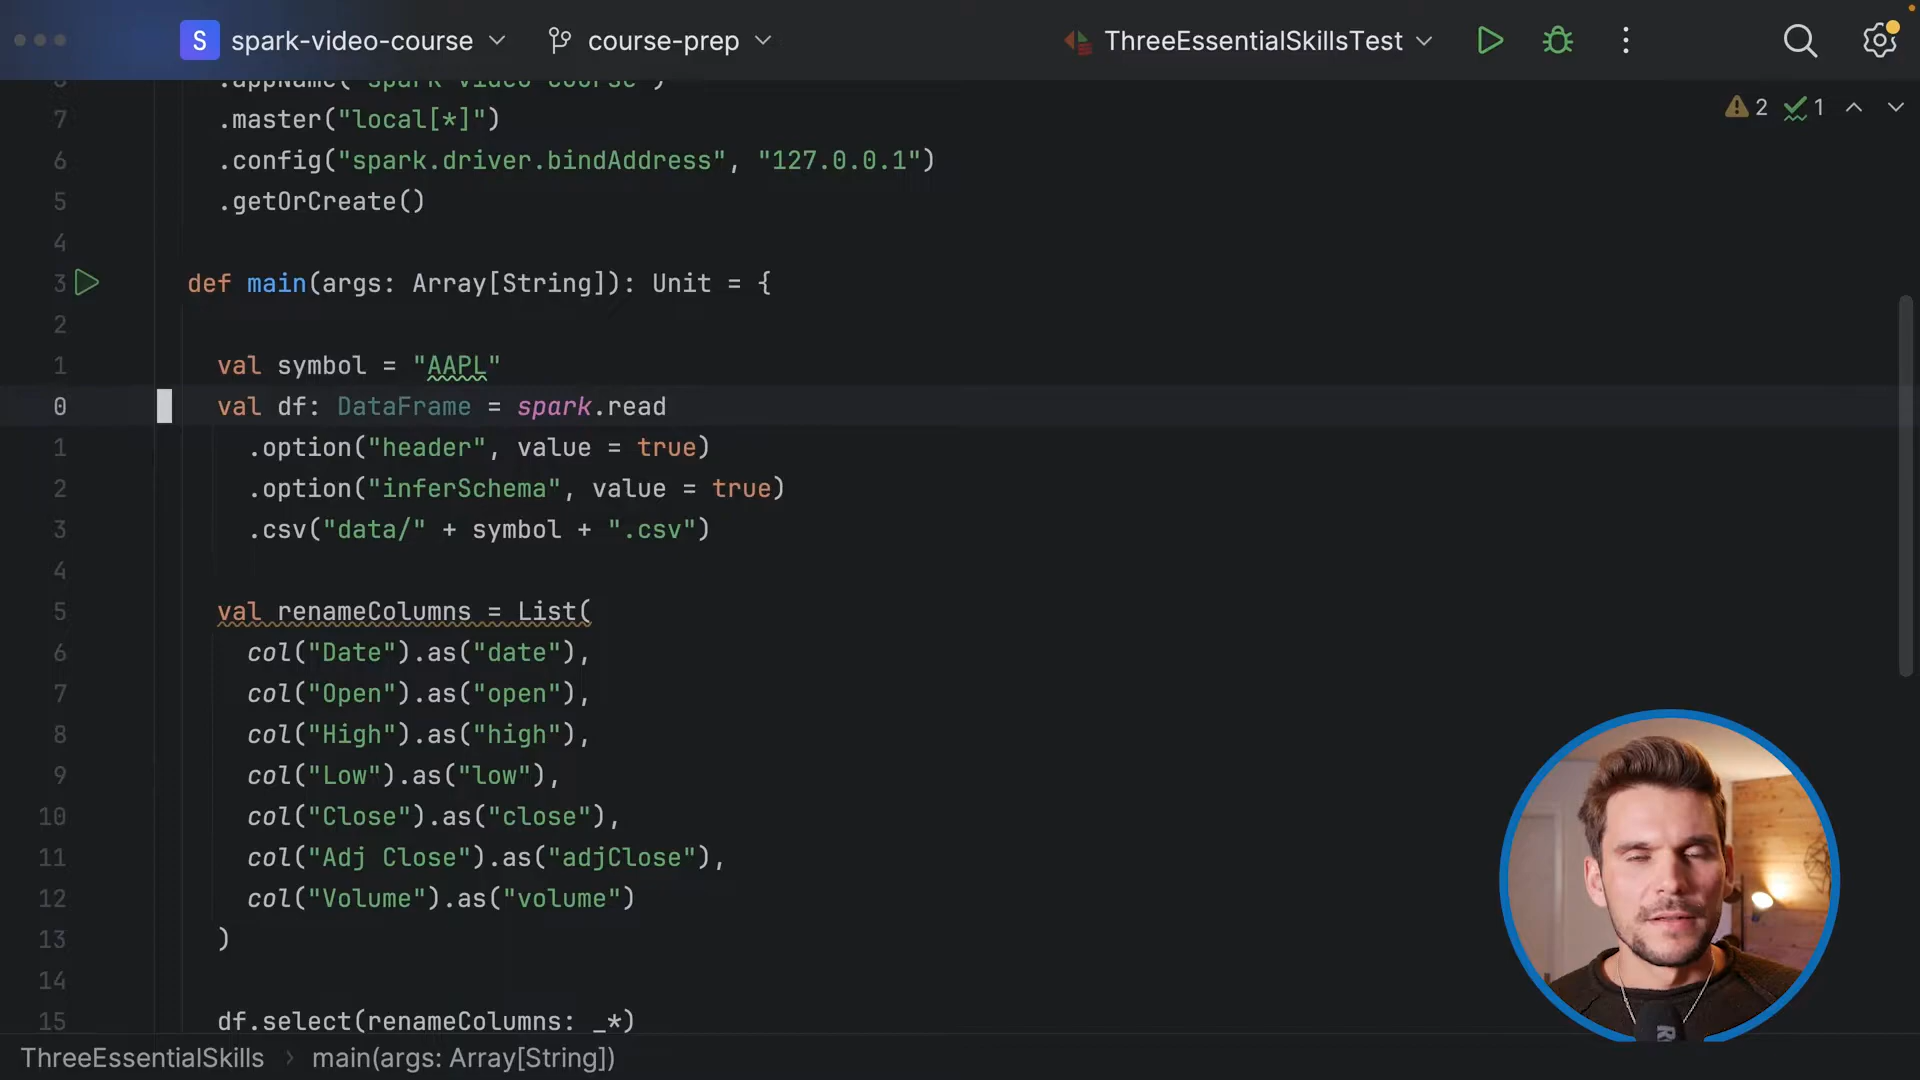 S spark-video-course course-prep ThreeEssentialSkillsTest
.appName("spark-video-course")
7 .master("local[*]") 2 1
6 .config("spark.driver.bindAddress", "127.0.0.1")
5 .getOrCreate()
4
3 def main(args: Array[String]): Unit = {
2
1 val symbol = "AAPL"
0 val df: DataFrame = spark.read
1 .option("header", value = true)
2 .option("inferSchema", value = true)
3 .csv("data/" + symbol + ".csv")
4
5 val renameColumns = List(
6 col("Date").as("date"),
7 col("Open").as("open"),
8 col("High").as("high"),
9 col("Low").as("low"),
10 col("Close").as("close"),
11 col("Adj Close").as("adjClose"),
12 col("Volume").as("volume")
13 )
14
15 df.select(renameColumns: _*)
ThreeEssentialSkills › main(args: Array[String])